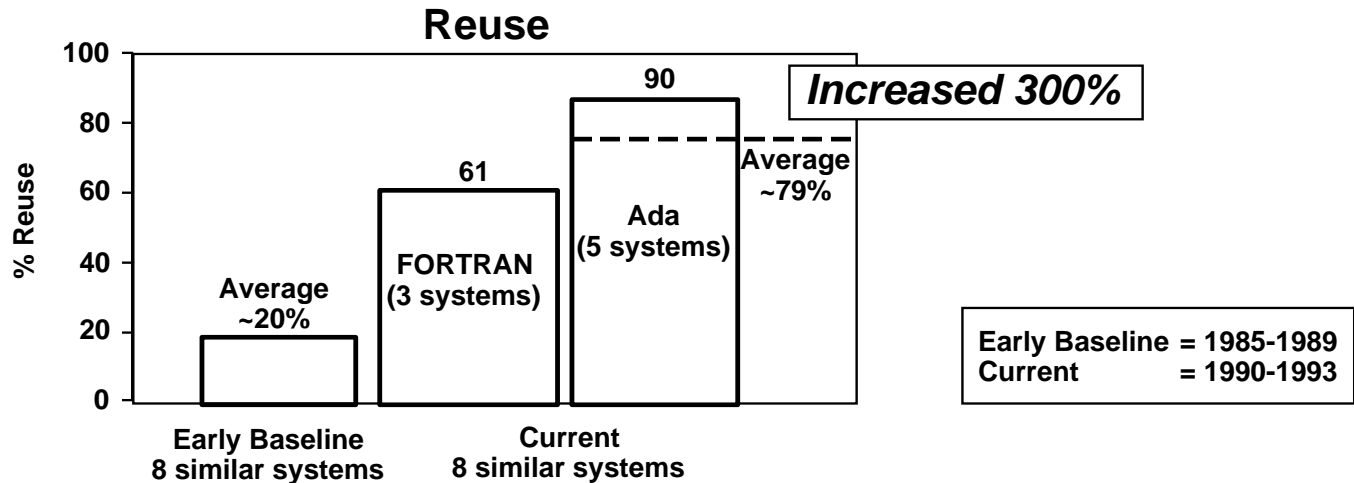 Reuse
Increased 300%
% Reuse
100
80
60
40
20
0
Average
~20%
61
FORTRAN
(3 systems)
90
Ada
(5 systems)
Average
~79%
Early Baseline
8 similar systems
Current
8 similar systems
Early Baseline = 1985-1989
Current = 1990-1993